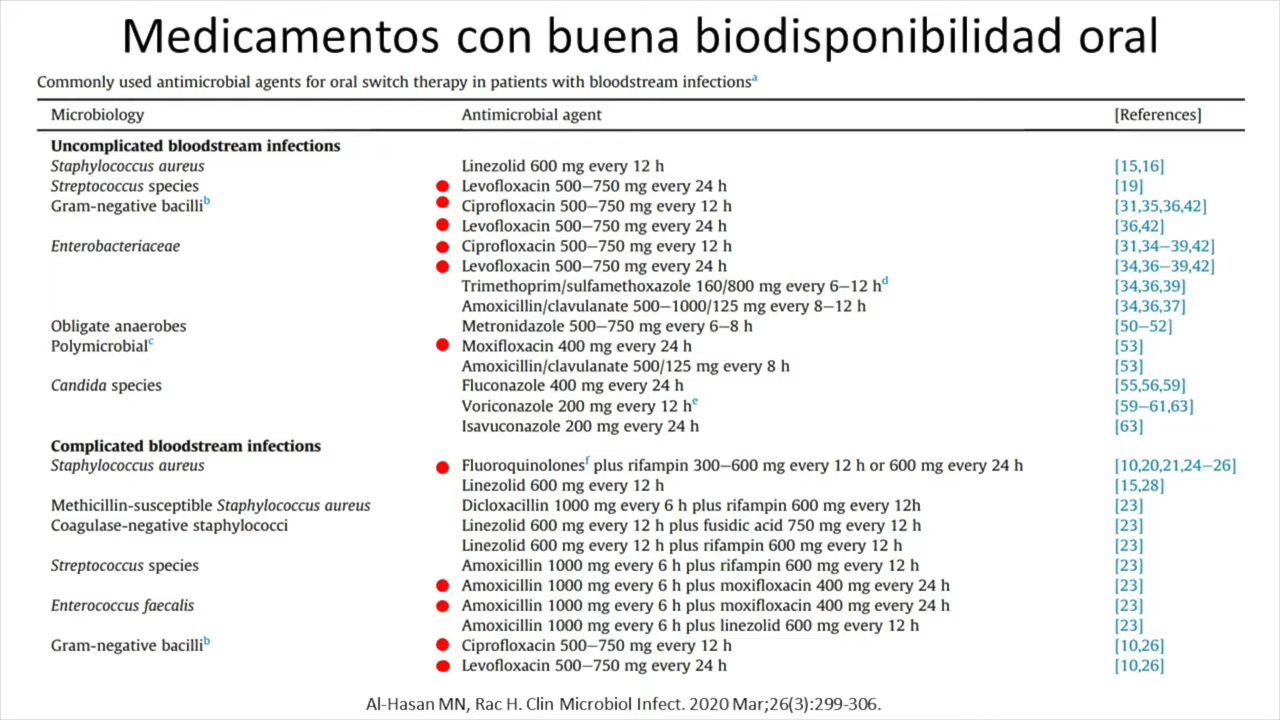 Medicamentos con buena biodisponibilidad oral
Commonly used antimicrobial agents for oral switch therapy in patients with bloodstream infectionsa
Microbiology Antimicrobial agent [References]
Uncomplicated bloodstream infections
Staphylococcus aureus Linezolid 600 mg every 12 h [15,16]
Streptococcus species Levofloxacin 500–750 mg every 24 h [19]
Gram-negative bacillib Ciprofloxacin 500–750 mg every 12 h [31,35,36,42]
Levofloxacin 500–750 mg every 24 h [36,42]
Enterobacteriaceae Ciprofloxacin 500–750 mg every 12 h [31,34–39,42]
Levofloxacin 500–750 mg every 24 h [34,36–39,42]
Trimethoprim/sulfamethoxazole 160/800 mg every 6–12 hd [34,36,39]
Amoxicillin/clavulanate 500–1000/125 mg every 8–12 h [34,36,37]
Obligate anaerobes Metronidazole 500–750 mg every 6–8 h [50–52]
Polymicrobialc Moxifloxacin 400 mg every 24 h [53]
Amoxicillin/clavulanate 500/125 mg every 8 h [53]
Candida species Fluconazole 400 mg every 24 h [55,56,59]
Voriconazole 200 mg every 12 he [59–61,63]
Isavuconazole 200 mg every 24 h [63]
Complicated bloodstream infections
Staphylococcus aureus Fluoroquinolonesf plus rifampin 300–600 mg every 12 h or 600 mg every 24 h [10,20,21,24–26]
Linezolid 600 mg every 12 h [15,28]
Methicillin-susceptible Staphylococcus aureus Dicloxacillin 1000 mg every 6 h plus rifampin 600 mg every 12h [23]
Coagulase-negative staphylococci Linezolid 600 mg every 12 h plus fusidic acid 750 mg every 12 h [23]
Linezolid 600 mg every 12 h plus rifampin 600 mg every 12 h [23]
Streptococcus species Amoxicillin 1000 mg every 6 h plus rifampin 600 mg every 12 h [23]
Amoxicillin 1000 mg every 6 h plus moxifloxacin 400 mg every 24 h [23]
Enterococcus faecalis Amoxicillin 1000 mg every 6 h plus moxifloxacin 400 mg every 24 h [23]
Amoxicillin 1000 mg every 6 h plus linezolid 600 mg every 12 h [23]
Gram-negative bacillib Ciprofloxacin 500–750 mg every 12 h [10,26]
Levofloxacin 500–750 mg every 24 h [10,26]
Al-Hasan MN, Rac H. Clin Microbiol Infect. 2020 Mar;26(3):299-306.